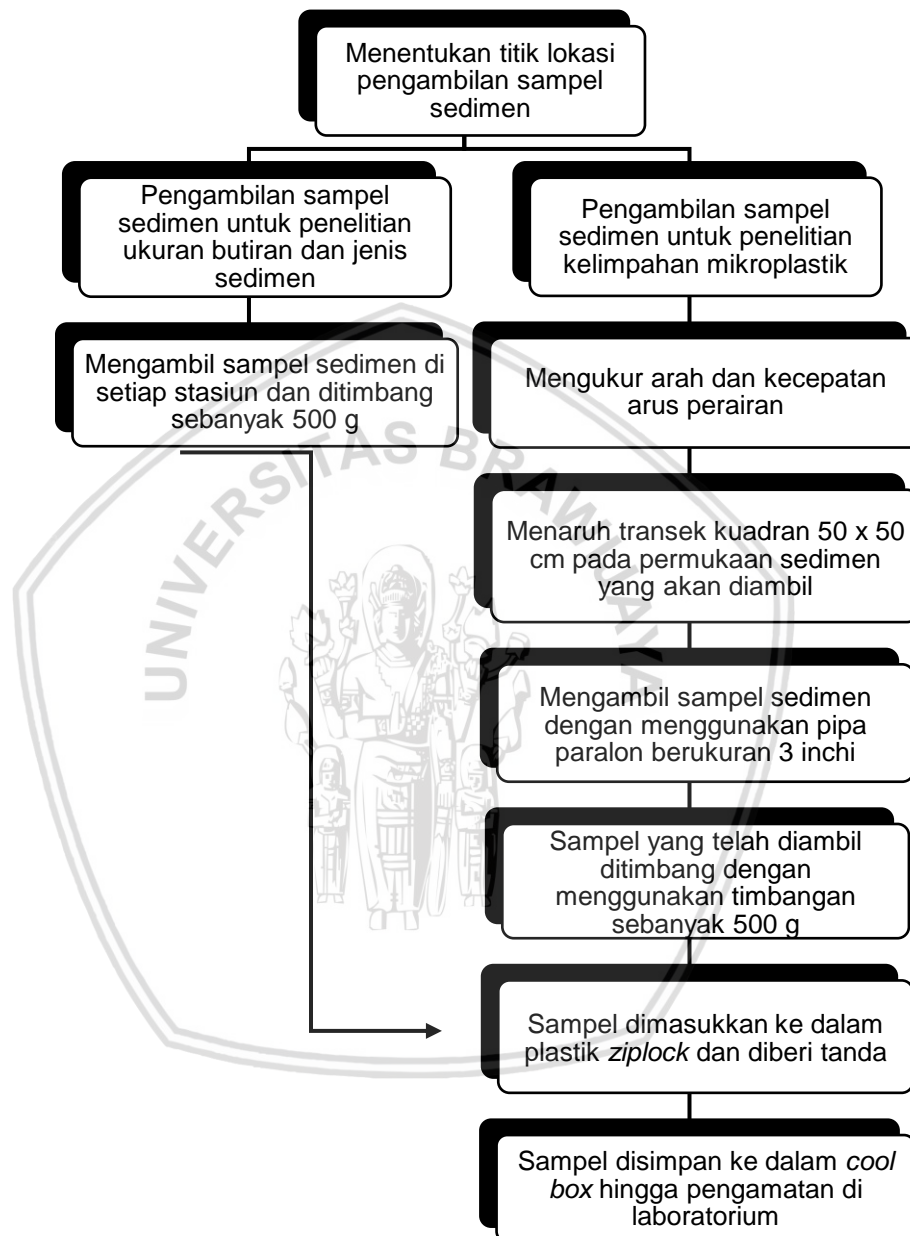 Menentukan titik lokasi
pengambilan sampel
sedimen
Pengambilan sampel
sedimen untuk penelitian
ukuran butiran dan jenis
sedimen
Mengambil sampel sedimen di
setiap stasiun dan ditimbang
sebanyak 500 g
Pengambilan sampel
sedimen untuk penelitian
kelimpahan mikroplastik
Mengukur arah dan kecepatan
arus perairan
Menaruh transek kuadran 50 x 50
cm pada permukaan sedimen
yang akan diambil
Mengambil sampel sedimen
dengan menggunakan pipa
paralon berukuran 3 inchi
Sampel yang telah diambil
ditimbang dengan
menggunakan timbangan
sebanyak 500 g
Sampel dimasukkan ke dalam
plastik ziplock dan diberi tanda
Sampel disimpan ke dalam cool
box hingga pengamatan di
laboratorium
UNIVERSITAS BRAWIJAYA